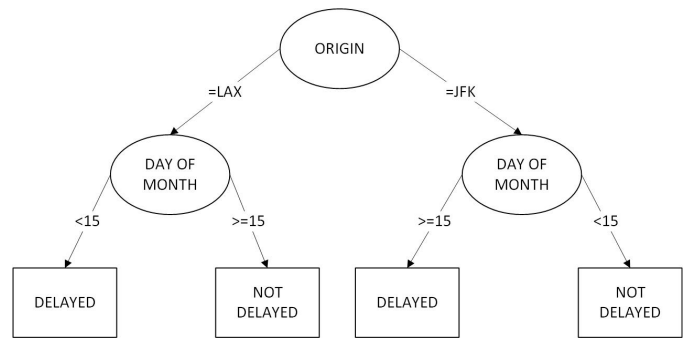 ORIGIN
=LAX
=JFK
DAY OF
MONTH
DAY OF
MONTH
<15
>=15
>=15
<15
DELAYED
NOT
DELAYED
DELAYED
NOT
DELAYED